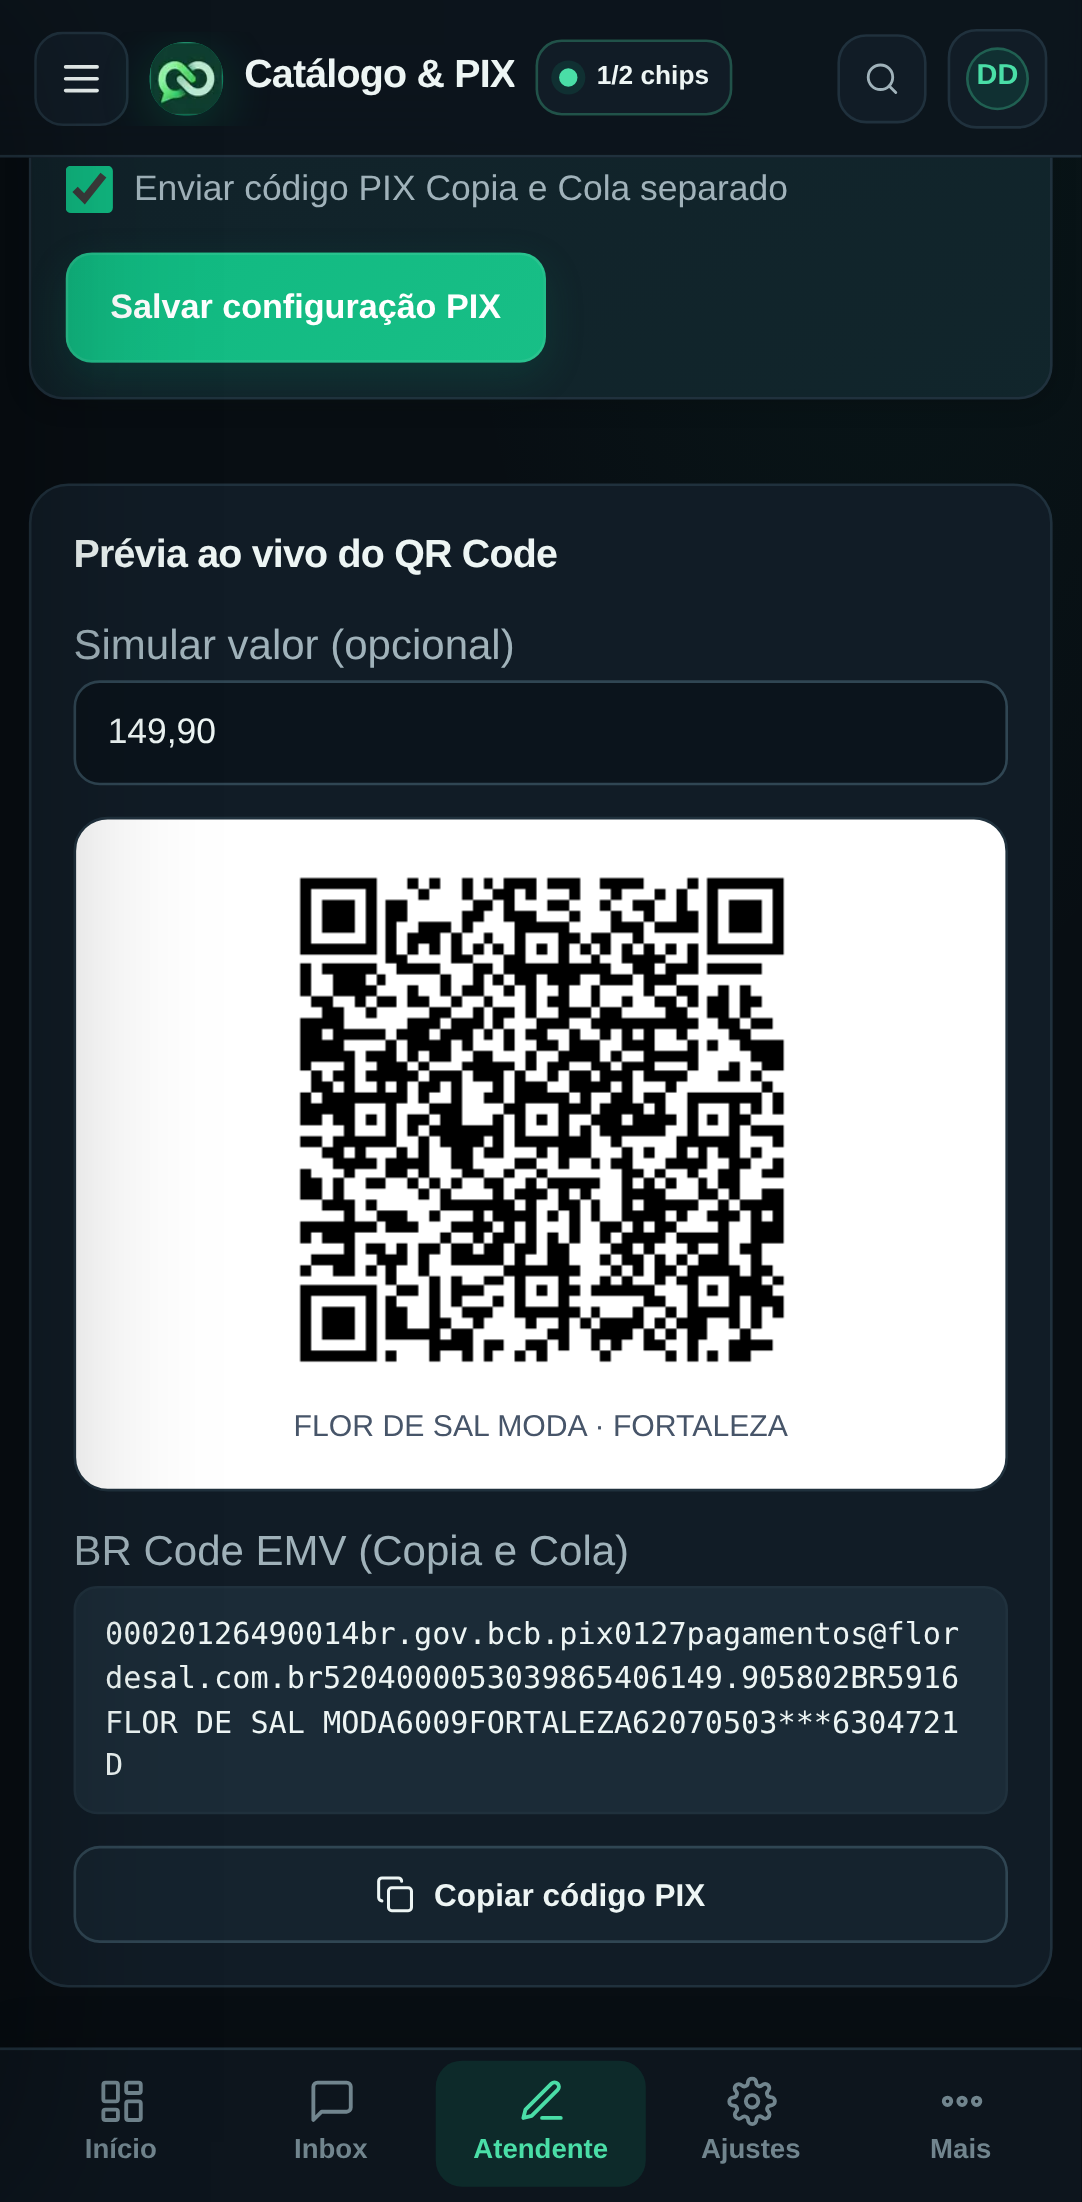 Catálogo & PIX
1/2 chips
DD
Enviar código PIX Copia e Cola separado
Salvar configuração PIX
Prévia ao vivo do QR Code
Simular valor (opcional)
149,90
FLOR DE SAL MODA · FORTALEZA
BR Code EMV (Copia e Cola)
00020126490014br.gov.bcb.pix0127pagamentos@flor
desal.com.br5204000053039865406149.905802BR5916
FLOR DE SAL MODA6009FORTALEZA62070503***6304721
D
Copiar código PIX
Início
Inbox
Atendente
Ajustes
Mais